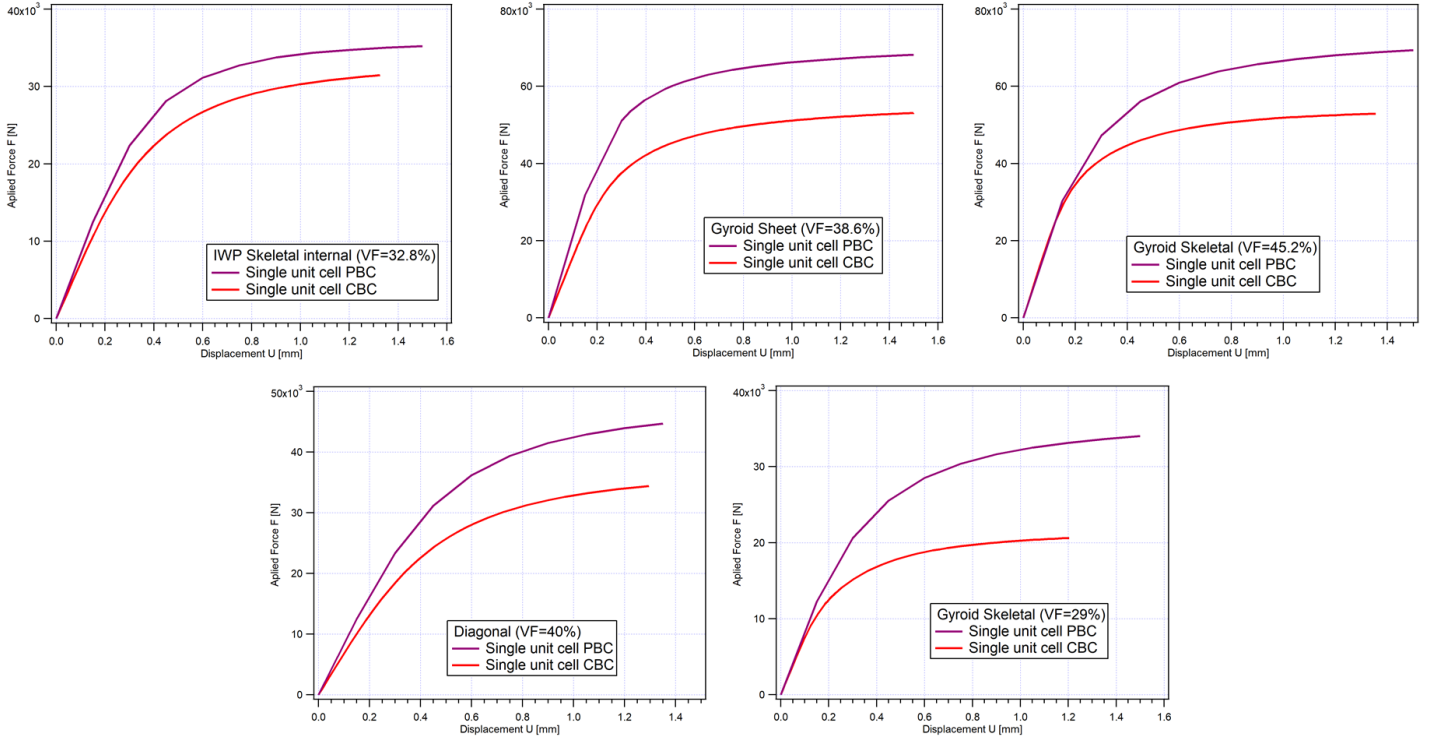 40x10³
30
20
10
0
Aplied Force F [N]
0.0 0.2 0.4 0.6 0.8 1.0 1.2 1.4 1.6
Displacement U [mm]
IWP Skeletal internal (VF=32.8%)
Single unit cell PBC
Single unit cell CBC
80x10³
60
40
20
0
Aplied Force F [N]
0.0 0.2 0.4 0.6 0.8 1.0 1.2 1.4 1.6
Displacement U [mm]
Gyroid Sheet (VF=38.6%)
Single unit cell PBC
Single unit cell CBC
80x10³
60
40
20
0
Aplied Force F [N]
0.0 0.2 0.4 0.6 0.8 1.0 1.2 1.4
Displacement U [mm]
Gyroid Skeletal (VF=45.2%)
Single unit cell PBC
Single unit cell CBC
50x10³
40
30
20
10
0
Aplied Force F [N]
0.0 0.2 0.4 0.6 0.8 1.0 1.2 1.4
Displacement U [mm]
Diagonal (VF=40%)
Single unit cell PBC
Single unit cell CBC
40x10³
30
20
10
0
Aplied Force F [N]
0.0 0.2 0.4 0.6 0.8 1.0 1.2 1.4 1.6
Displacement U [mm]
Gyroid Skeletal (VF=29%)
Single unit cell PBC
Single unit cell CBC